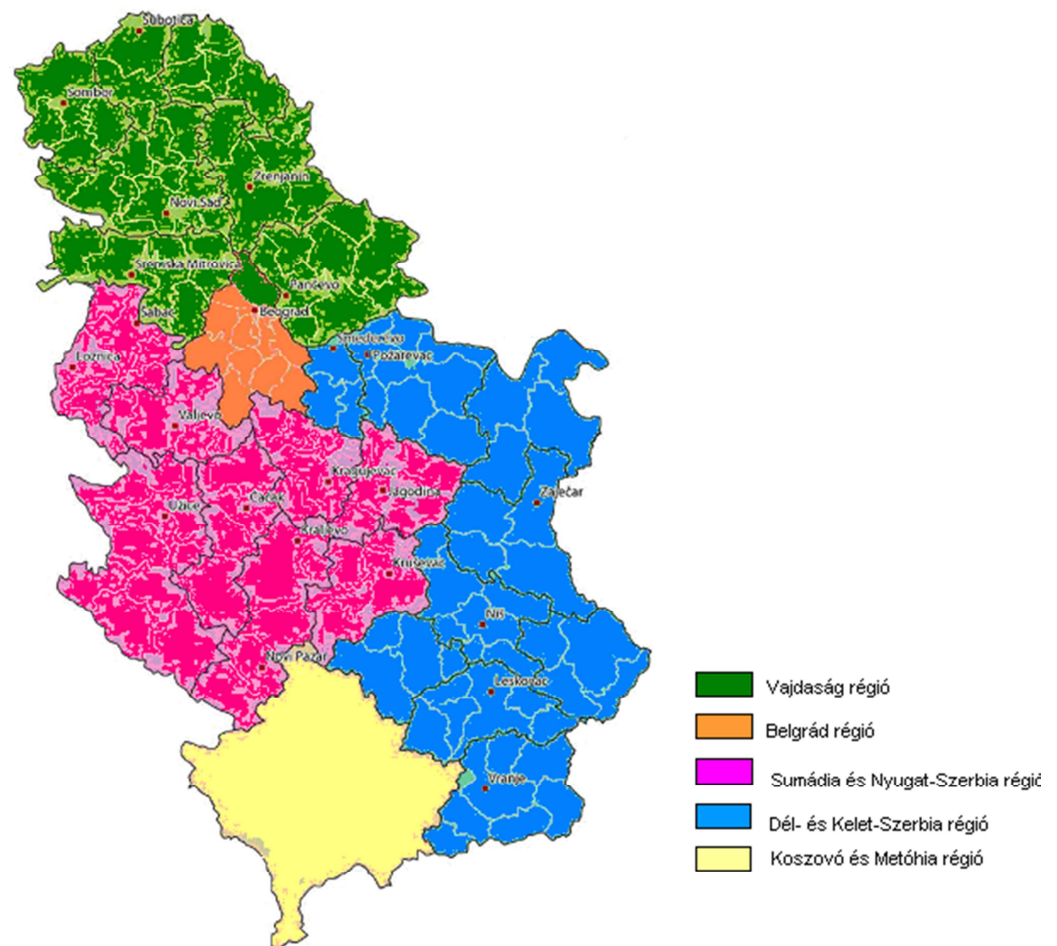 Subotica
Sombor
Zrenjanin
Novi Sad
Sremska Mitrovica
Pančevo
Beograd
Šabac
Smederevo
Požarevac
Loznica
Valjevo
Kragujevac
Jagodina
Zaječar
Čačak
Užice
Kraljevo
Kruševac
Niš
Novi Pazar
Leskovac
Vranje
Vajdaság régió
Belgrád régió
Sumádia és Nyugat-Szerbia régió
Dél- és Kelet-Szerbia régió
Koszovó és Metóhia régió